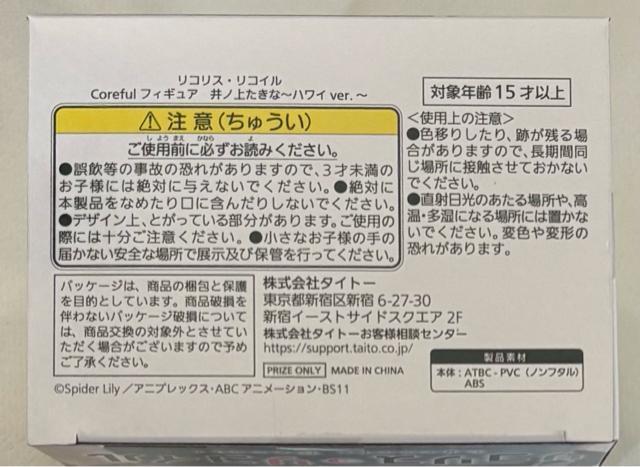 リコリス・リコイル
Coreful フィギュア 井ノ上たきな〜ハワイ ver.〜
対象年齢15才以上
⚠注意(ちゅうい)
しようまえ かなら よ
ご使用前に必ずお読みください。
●誤飲等の事故の恐れがありますので、3才未満の
お子様には絶対に与えないでください。●絶対に
本製品をなめたり口に含んだりしないでください。
●デザイン上、とがっている部分があります。ご使用の
際には十分ご注意ください。●小さなお子様の手の
届かない安全な場所で展示及び保管を行ってください。
<使用上の注意>
●色移りしたり、跡が残る場
合がありますので、長期間同
じ場所に接触させておかない
でください。
●直射日光のあたる場所や、高
温・多湿になる場所には置かな
いでください。変色や変形の
恐れがあります。
パッケージは、商品の梱包と保護
を目的としています。商品破損を
伴わないパッケージ破損について
は、商品交換の対象外とさせてい
ただく場合がございますので予め
ご了承ください。
株式会社タイトー
東京都新宿区新宿 6-27-30
新宿イーストサイドスクエア 2F
株式会社タイトーお客様相談センター
https://support.taito.co.jp/
PRIZE ONLY MADE IN CHINA
製品素材
本体:ATBC-PVC(ノンフタル)
ABS
©Spider Lily/アニプレックス・ABCアニメーション・BS11